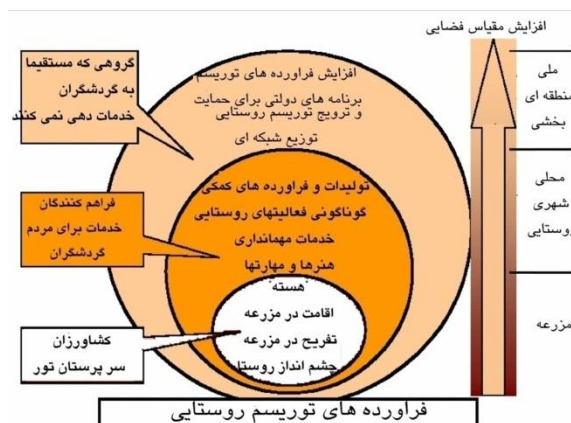 افزایش مقیاس فضایی
ملی
منطقه ای
بخشی
محلی
شهری
روستایی
مزرعه
افزایش فراورده های توریسم
برنامه های دولتی برای حمایت
و ترویج توریسم روستایی
توزیع شبکه ای
تولیدات و فراورده های کمکی
گوناگونی فعالیتهای روستایی
خدمات مهمانداری
هنرها و مهارتها
هسته
اقامت در مزرعه
تفریح در مزرعه
چشم انداز روستا
گروهی که مستقیما
به گردشگران
خدمات دهی نمی کنند
فراهم کنندگان
خدمات برای مردم
گردشگران
کشاورزان
سر پرستان تور
فراورده های توریسم روستایی